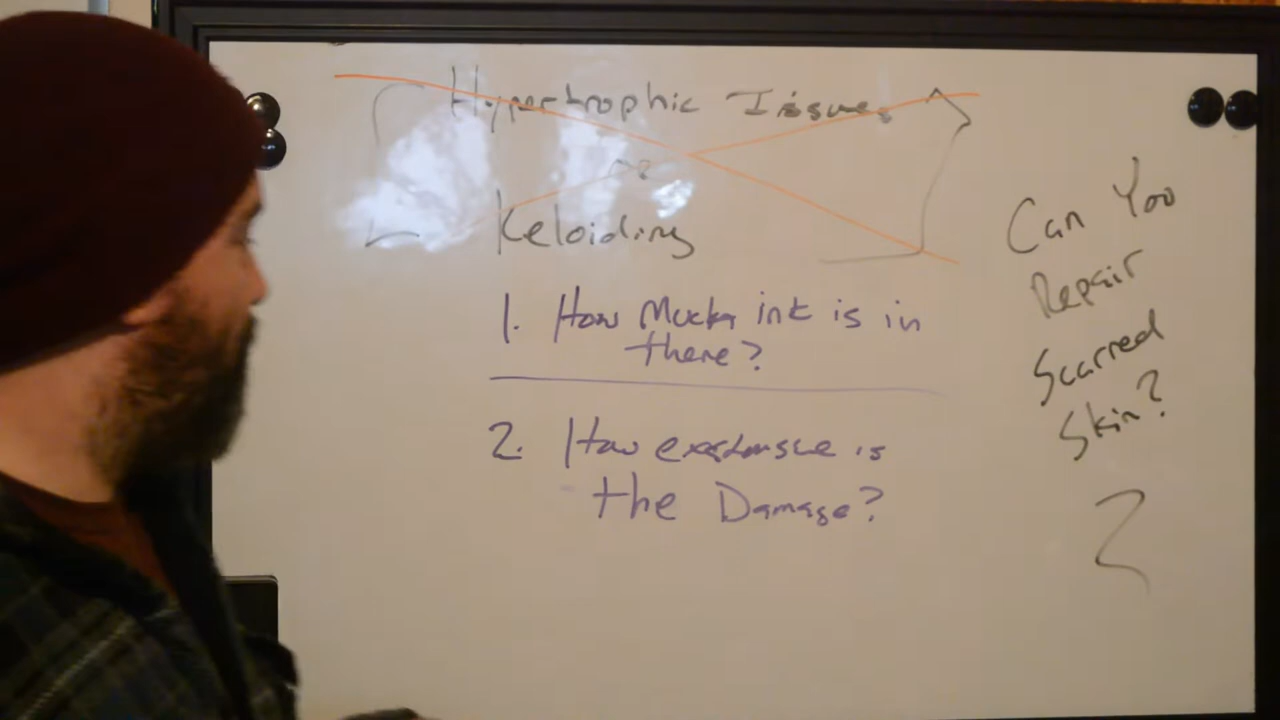 Hypertrophic Issues
or
Keloiding
1. How Much ink is in
there?
2. How is
the Damage?
Can You
Repair
Scarred
Skin?
?